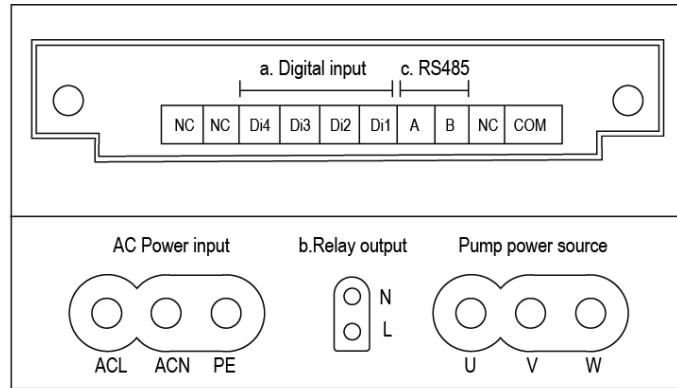 a. Digital input c. RS485
NC NC Di4 Di3 Di2 Di1 A B NC COM
AC Power input b.Relay output Pump power source
N
L
ACL ACN PE U V W